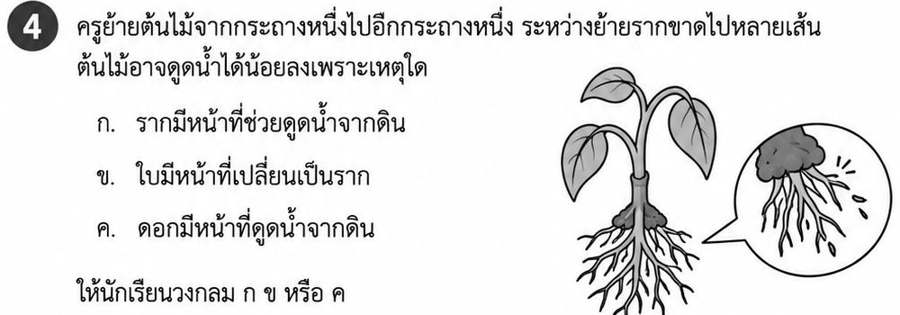 4 ครูย้ายต้นไม้จากกระถางหนึ่งไปอีกกระถางหนึ่ง ระหว่างย้ายรากขาดไปหลายเส้น
ต้นไม้อาจดูดน้ำได้น้อยลงเพราะเหตุใด
ก. รากมีหน้าที่ช่วยดูดน้ำจากดิน
ข. ใบมีหน้าที่เปลี่ยนเป็นราก
ค. ดอกมีหน้าที่ดูดน้ำจากดิน
ให้นักเรียนวงกลม ก ข หรือ ค